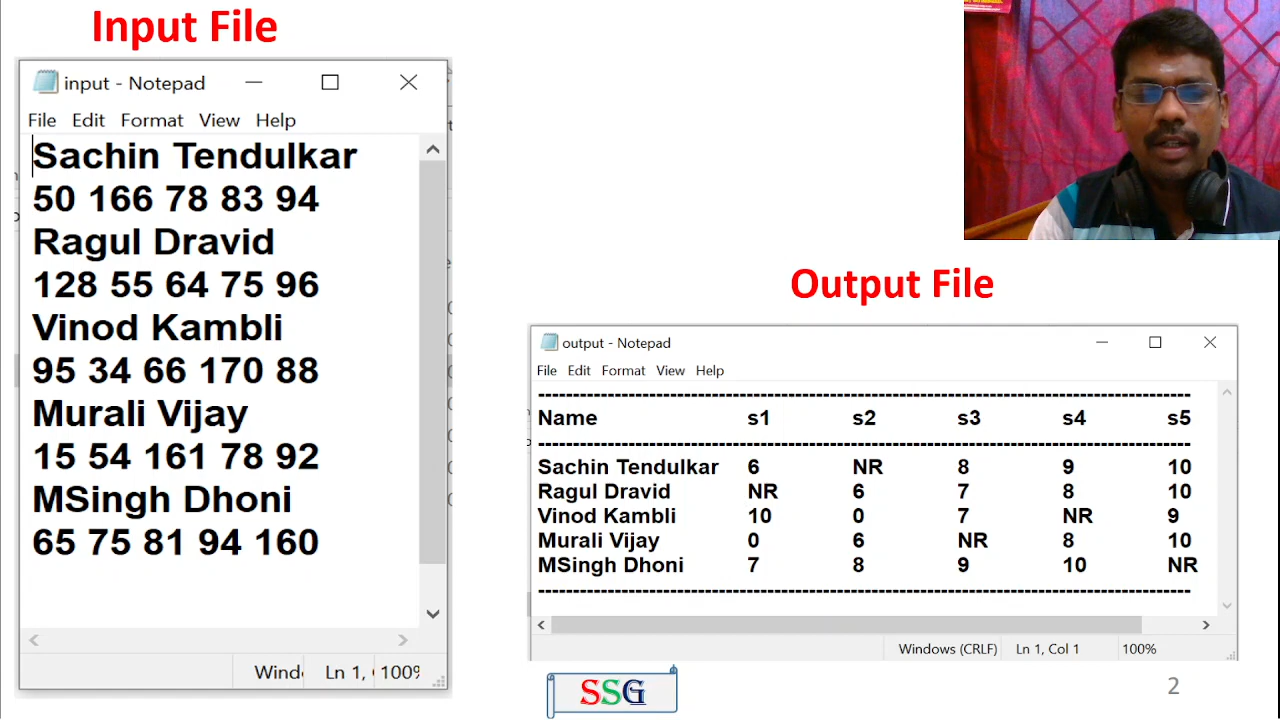 Input File
input - Notepad
File Edit Format View Help
Sachin Tendulkar
50 166 78 83 94
Ragul Dravid
128 55 64 75 96
Vinod Kambli
95 34 66 170 88
Murali Vijay
15 54 161 78 92
MSingh Dhoni
65 75 81 94 160
Ln 1, 100%
Output File
output - Notepad
File Edit Format View Help
Name s1 s2 s3 s4 s5
Sachin Tendulkar 6 NR 8 9 10
Ragul Dravid NR 6 7 8 10
Vinod Kambli 10 0 7 NR 9
Murali Vijay 0 6 NR 8 10
MSingh Dhoni 7 8 9 10 NR
Windows (CRLF) Ln 1, Col 1 100%
SSG
2